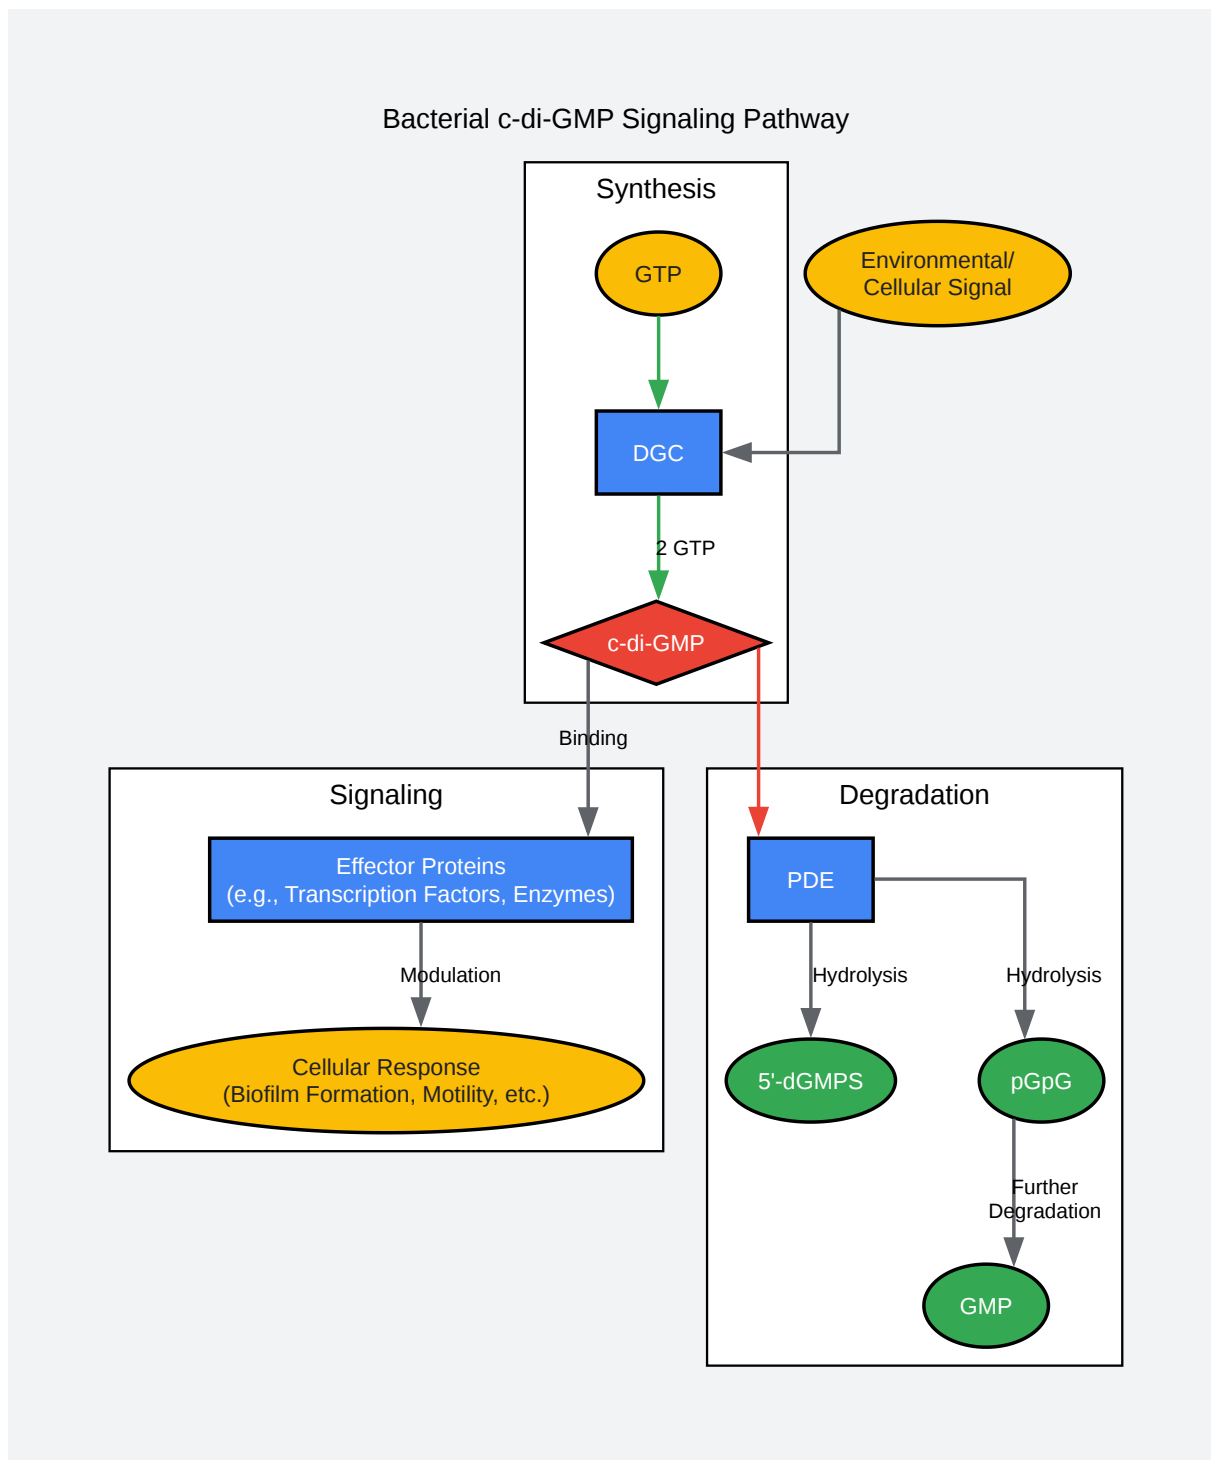 Bacterial c-di-GMP Signaling Pathway
Synthesis
GTP
Environmental/
Cellular Signal
DGC
2 GTP
c-di-GMP
Binding
Signaling
Effector Proteins
(e.g., Transcription Factors, Enzymes)
Modulation
Cellular Response
(Biofilm Formation, Motility, etc.)
Degradation
PDE
Hydrolysis
Hydrolysis
5'-dGMPS
pGpG
Further
Degradation
GMP